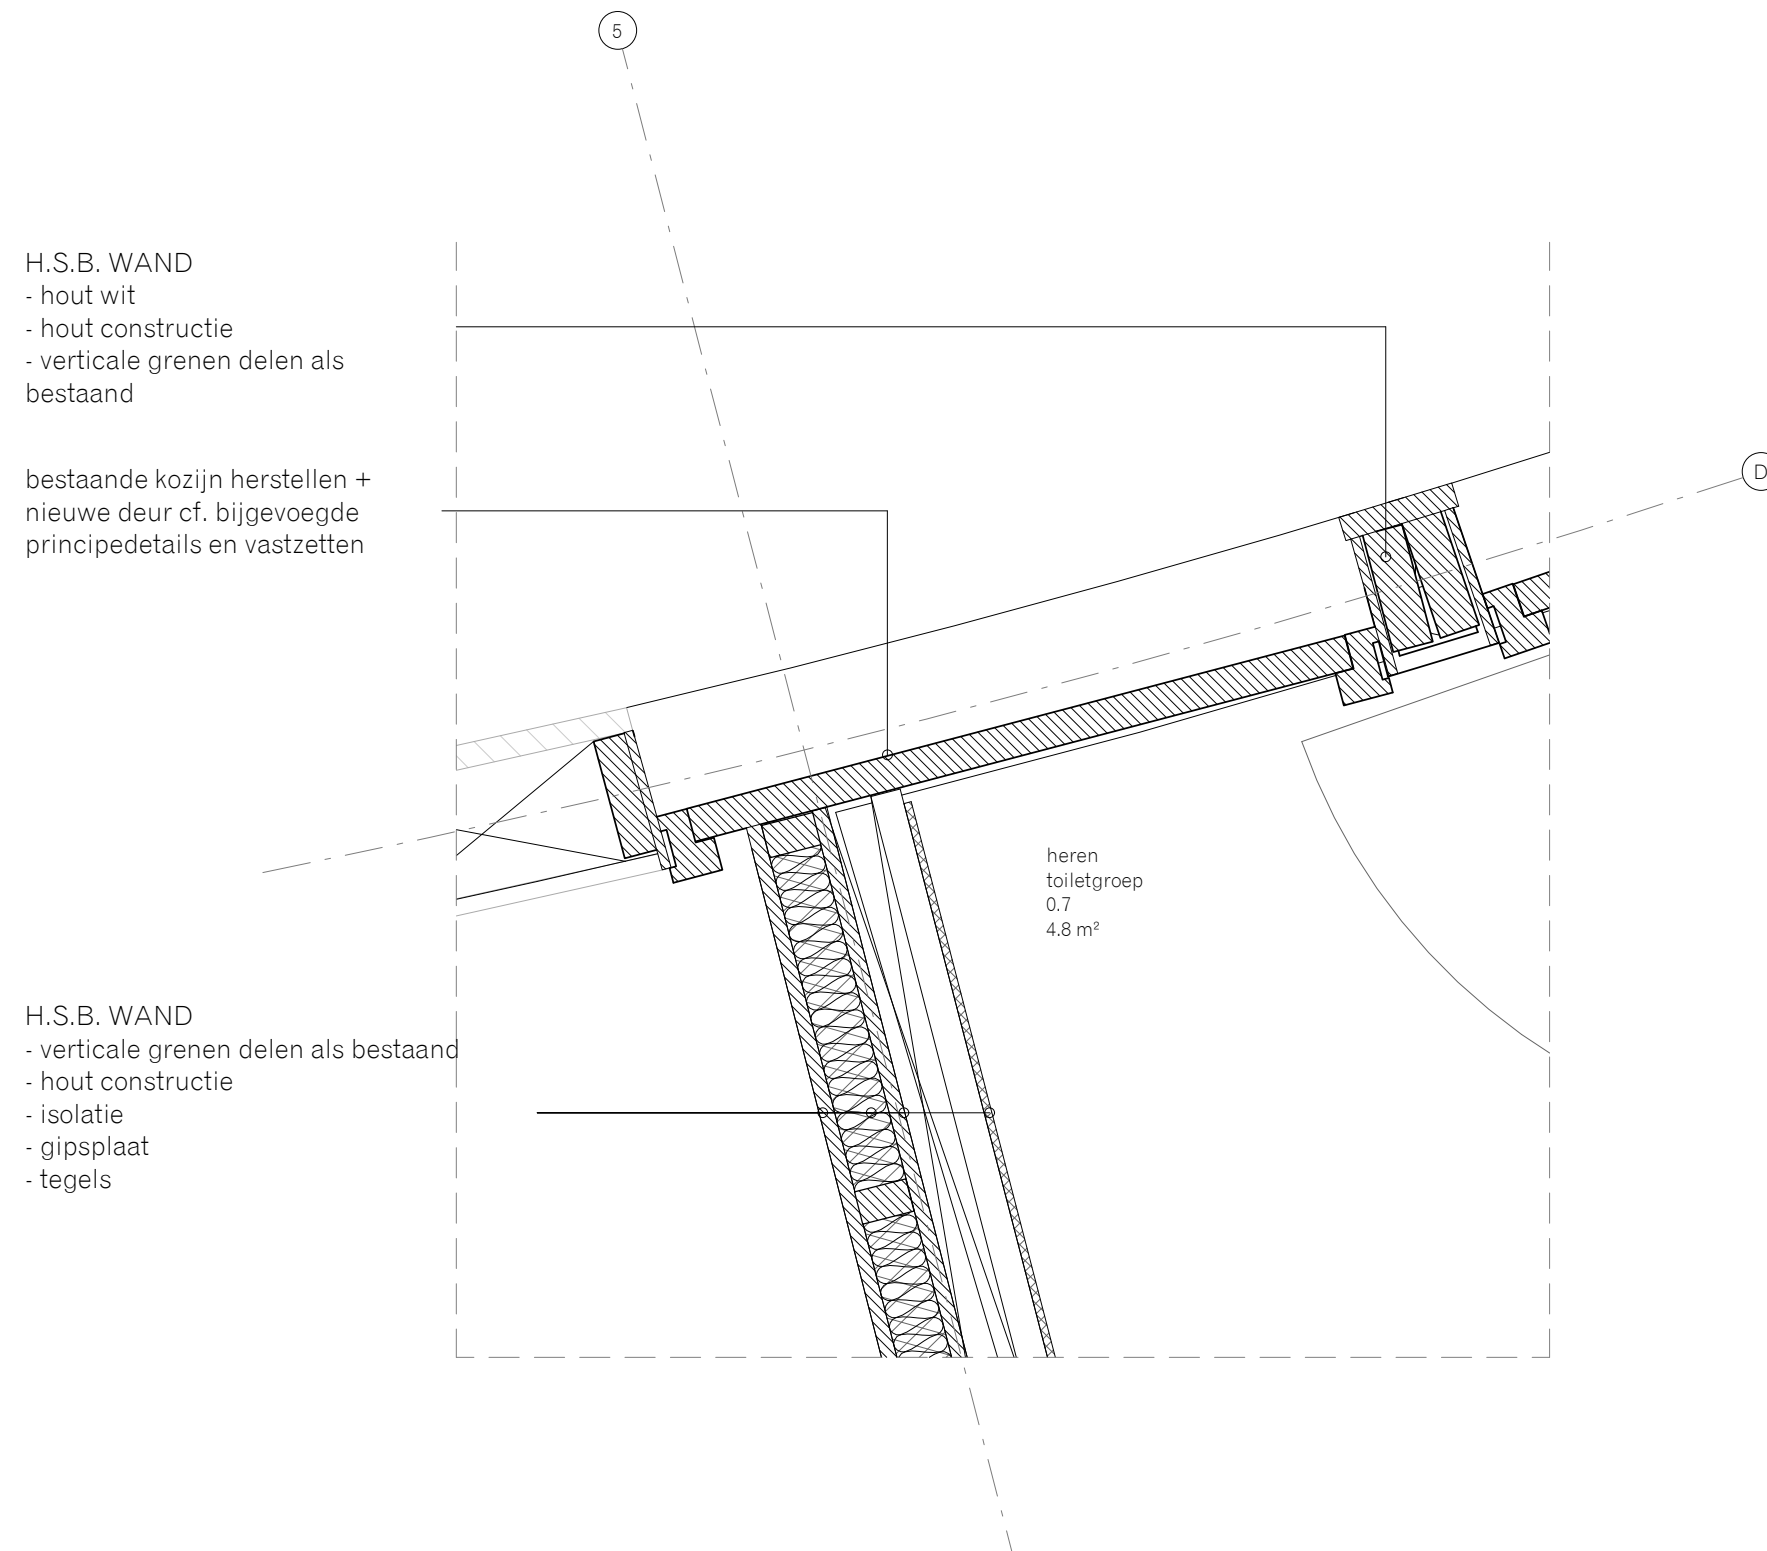 5
H.S.B. WAND
- hout wit
- hout constructie
- verticale grenen delen als
bestaand
bestaande kozijn herstellen +
nieuwe deur cf. bijgevoegde
principedetails en vastzetten
D
heren
toiletgroep
0.7
4.8 m²
H.S.B. WAND
- verticale grenen delen als bestaand
- hout constructie
- isolatie
- gipsplaat
- tegels